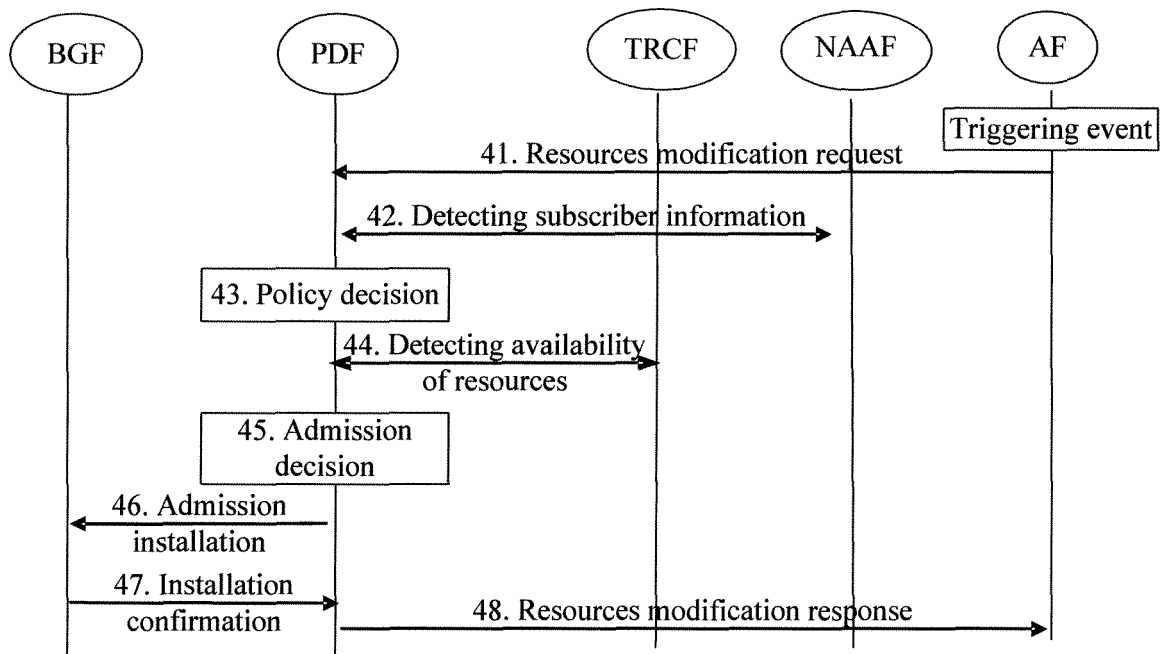 BGF
PDF
TRCF
NAAF
AF
Triggering event
41. Resources modification request
42. Detecting subscriber information
43. Policy decision
44. Detecting availability
of resources
45. Admission
decision
46. Admission
installation
47. Installation
confirmation
48. Resources modification response